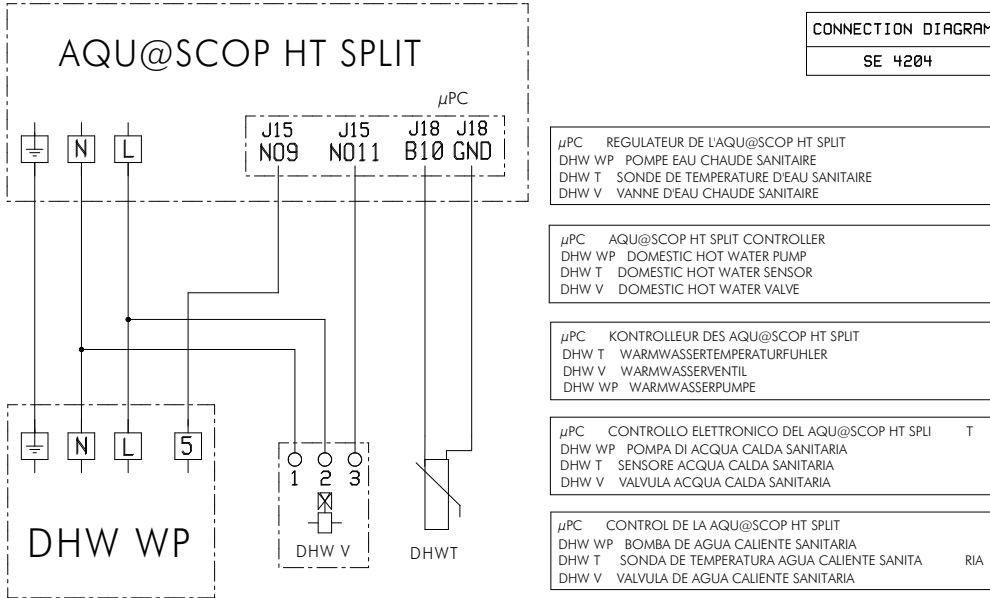 AQU@SCOP HT SPLIT
CONNECTION DIAGRAM
SE 4204
µPC
N L
J15 J15 J18 J18
NO9 NO11 B10 GND
µPC REGULATEUR DE L'AQU@SCOP HT SPLIT
DHW WP POMPE EAU CHAUDE SANITAIRE
DHW T SONDE DE TEMPERATURE D'EAU SANITAIRE
DHW V VANNE D'EAU CHAUDE SANITAIRE
µPC AQU@SCOP HT SPLIT CONTROLLER
DHW WP DOMESTIC HOT WATER PUMP
DHW T DOMESTIC HOT WATER SENSOR
DHW V DOMESTIC HOT WATER VALVE
µPC KONTROLLEUR DES AQU@SCOP HT SPLIT
DHW T WARMWASSERTEMPERATURFUHLER
DHW V WARMWASSERVENTIL
DHW WP WARMWASSERPUMPE
µPC CONTROLLO ELETTRONICO DEL AQU@SCOP HT SPLI T
DHW WP POMPA DI ACQUA CALDA SANITARIA
DHW T SENSORE ACQUA CALDA SANITARIA
DHW V VALVULA ACQUA CALDA SANITARIA
µPC CONTROL DE LA AQU@SCOP HT SPLIT
DHW WP BOMBA DE AGUA CALIENTE SANITARIA
DHW T SONDA DE TEMPERATURA AGUA CALIENTE SANITA RIA
DHW V VALVULA DE AGUA CALIENTE SANITARIA
N L 5
1 2 3
DHW WP
DHW V
DHWT